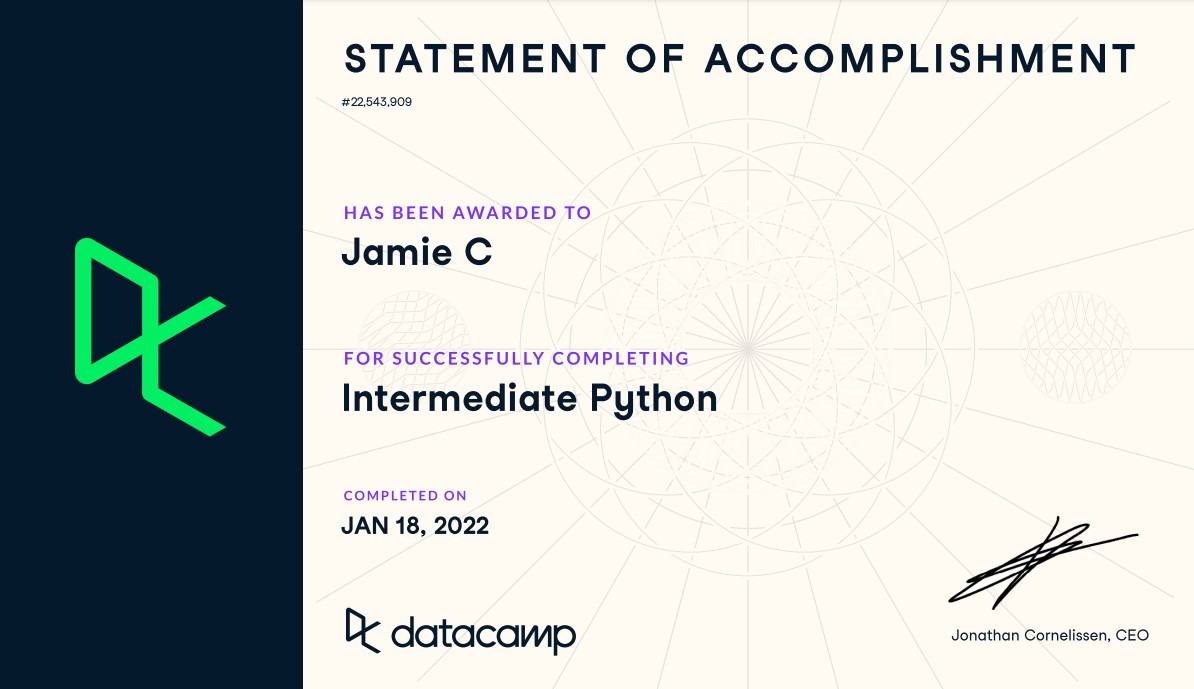 STATEMENT OF ACCOMPLISHMENT
#22,543,909
HAS BEEN AWARDED TO
Jamie C
FOR SUCCESSFULLY COMPLETING
Intermediate Python
COMPLETED ON
JAN 18, 2022
datacamp
Jonathan Cornelissen, CEO